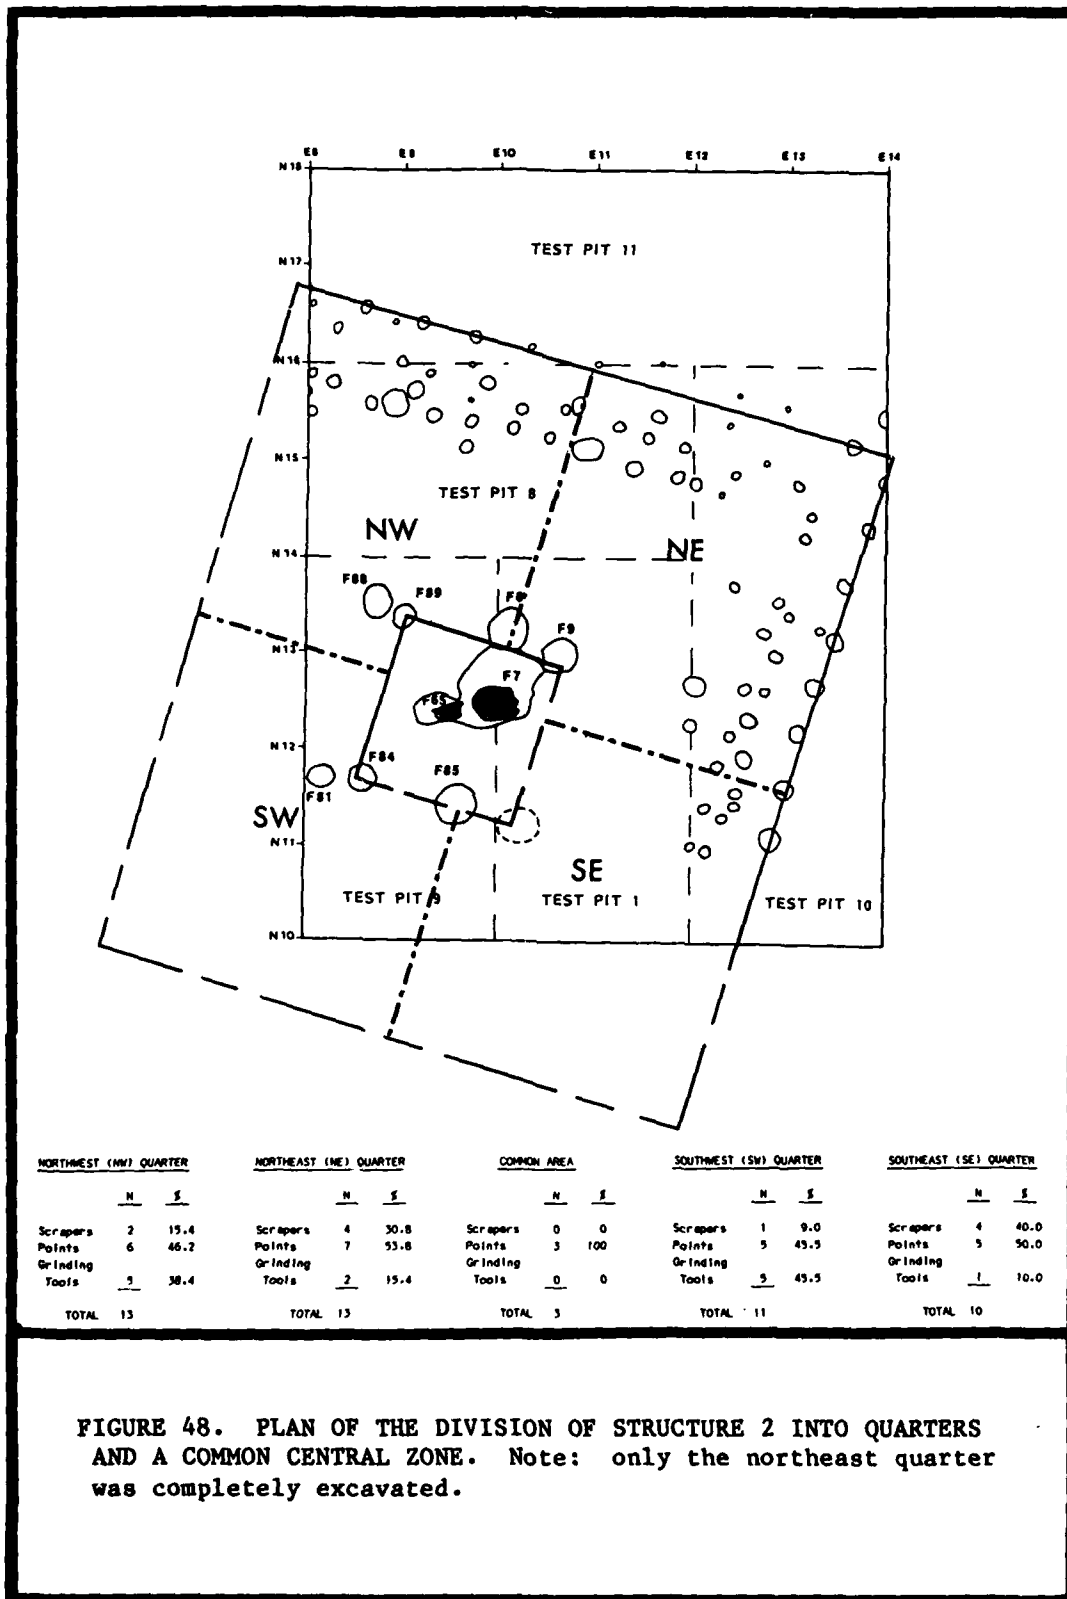 E8 E9 E10 E11 E12 E13 E14
N18
TEST PIT 11
N17
N16
N15
TEST PIT 8
NW
NE
N14
F88
F89
F8
F9
N13
F7
F65
N12
F84
F85
F81
SW
N11
SE
TEST PIT 9
TEST PIT 1
TEST PIT 10
N10
NORTHWEST (NW) QUARTER
N %
Scrapers 2 15.4
Points 6 46.2
Grinding
Tools 5 38.4
TOTAL 13
NORTHEAST (NE) QUARTER
N %
Scrapers 4 30.8
Points 7 53.8
Grinding
Tools 2 15.4
TOTAL 13
COMMON AREA
N %
Scrapers 0 0
Points 3 100
Grinding
Tools 0 0
TOTAL 3
SOUTHWEST (SW) QUARTER
N %
Scrapers 1 9.0
Points 5 45.5
Grinding
Tools 5 45.5
TOTAL 11
SOUTHEAST (SE) QUARTER
N %
Scrapers 4 40.0
Points 5 50.0
Grinding
Tools 1 10.0
TOTAL 10
FIGURE 48. PLAN OF THE DIVISION OF STRUCTURE 2 INTO QUARTERS
AND A COMMON CENTRAL ZONE. Note: only the northeast quarter
was completely excavated.